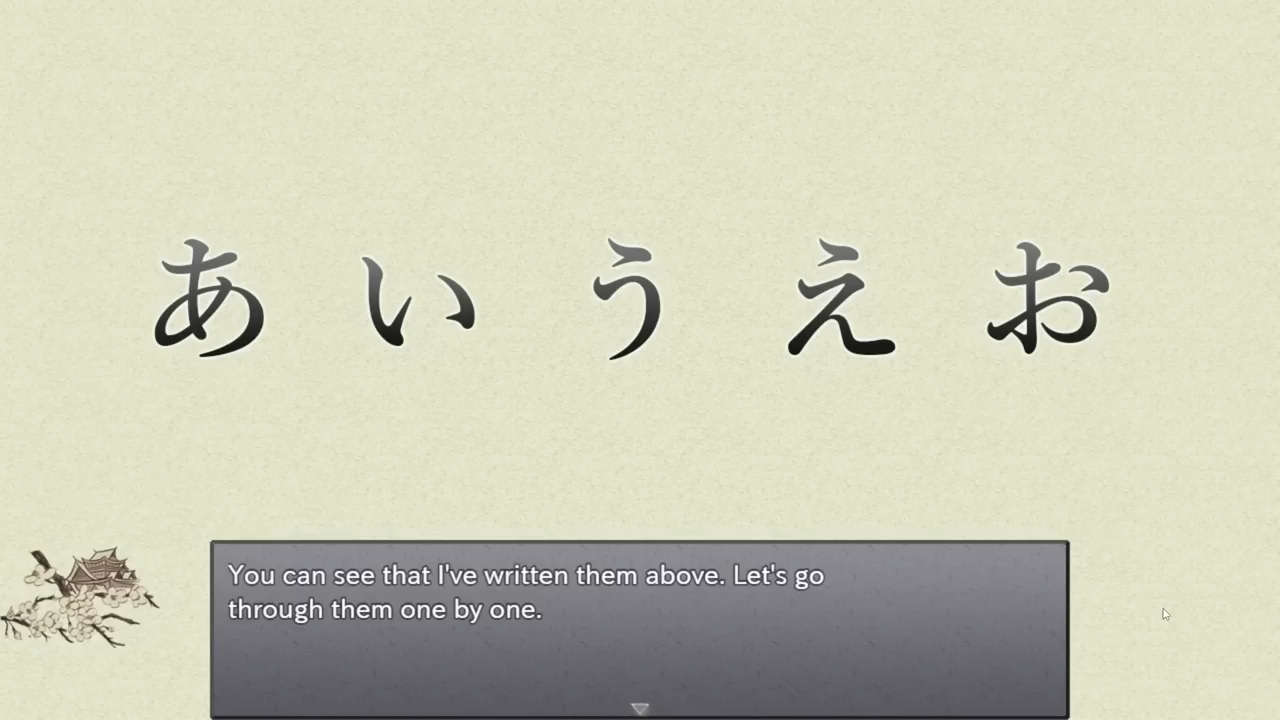 あ い う え お
You can see that I've written them above. Let's go
through them one by one.